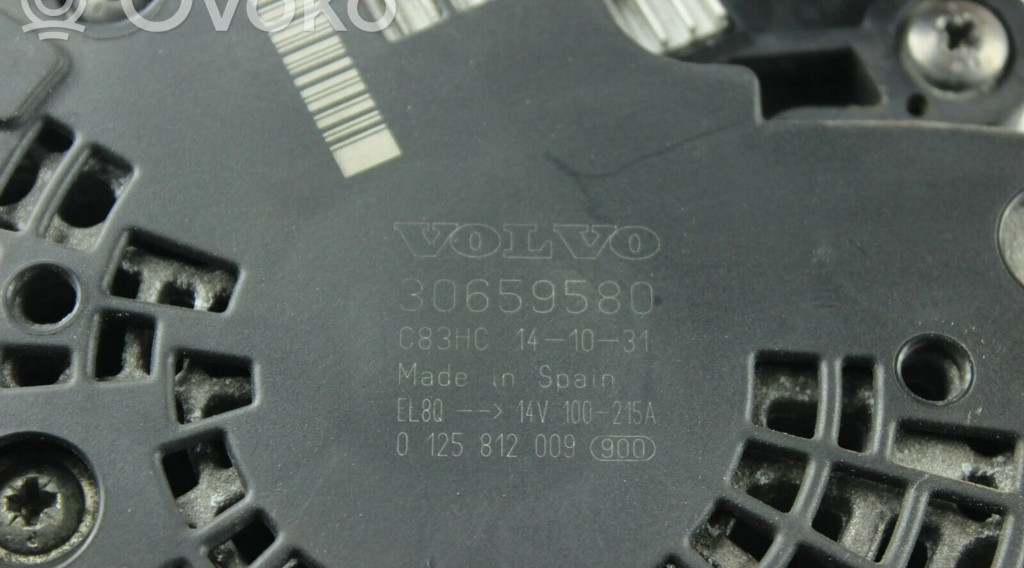 OVOKO
VOLVO
30659580
C83HC 14-10-31
Made in Spain
EL8Q --> 14V 100-215A
0 125 812 009 900